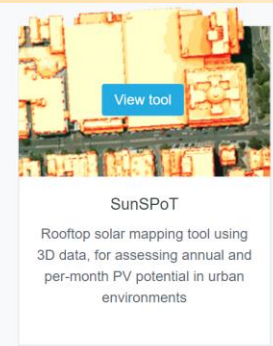 View tool
SunSPoT
Rooftop solar mapping tool using
3D data, for assessing annual and
per-month PV potential in urban
environments